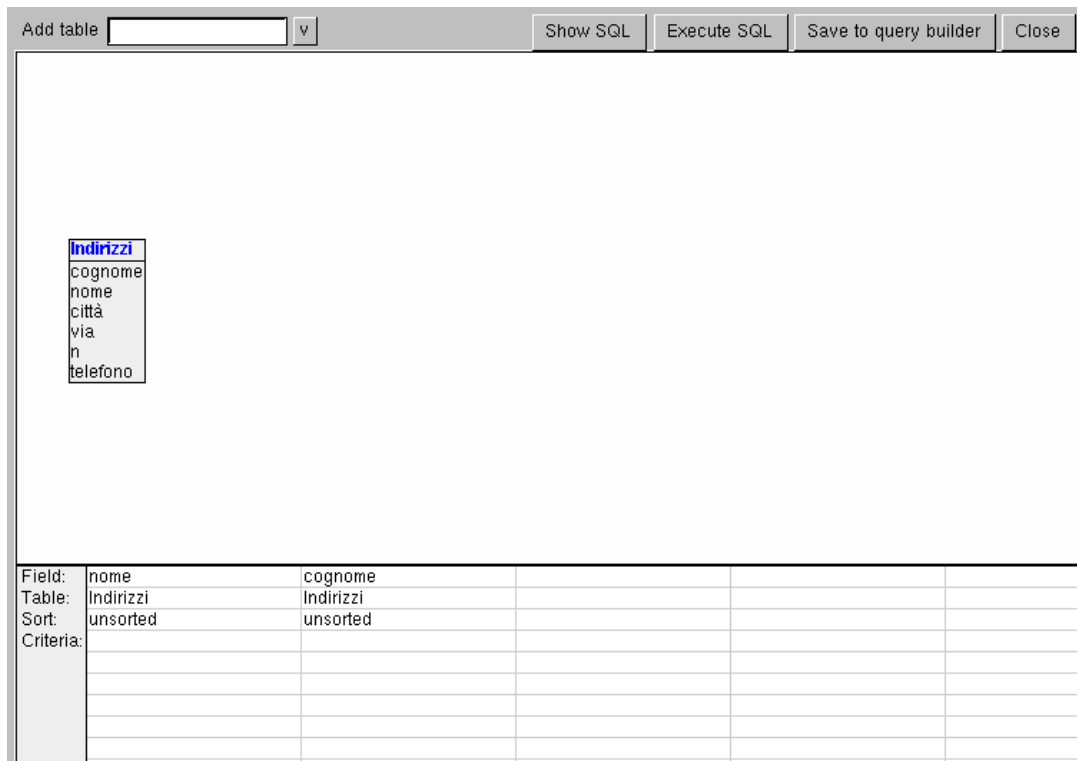 Add table v Show SQL Execute SQL Save to query builder Close
Indirizzi
cognome
nome
città
via
n
telefono
Field: nome cognome
Table: Indirizzi Indirizzi
Sort: unsorted unsorted
Criteria: